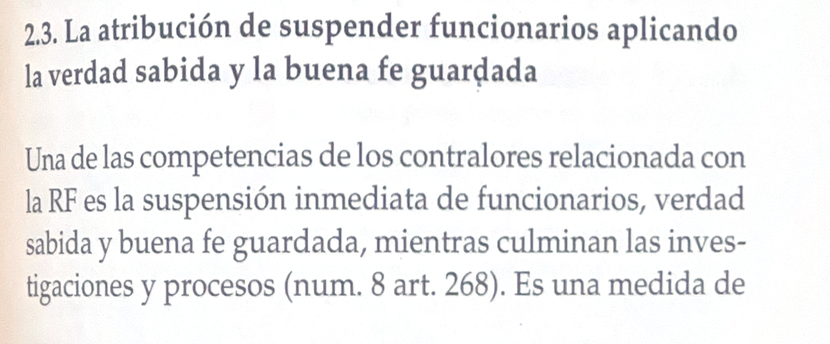 2.3. La atribución de suspender funcionarios aplicando
la verdad sabida y la buena fe guardada
Una de las competencias de los contralores relacionada con
la RF es la suspensión inmediata de funcionarios, verdad
sabida y buena fe guardada, mientras culminan las inves-
tigaciones y procesos (num. 8 art. 268). Es una medida de